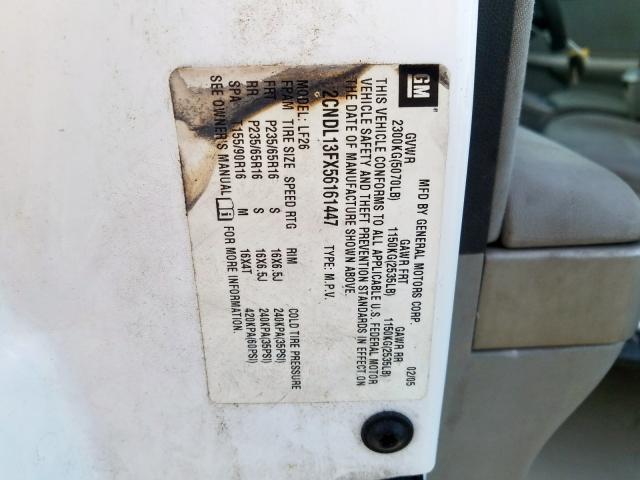 GM
MFD BY GENERAL MOTORS CORP. 02/05
GVWR GAWR FRT GAWR RR
2300KG(5070LB) 1150KG(2535LB) 1150KG(2535LB)
THIS VEHICLE CONFORMS TO ALL APPLICABLE U.S. FEDERAL MOTOR
VEHICLE SAFETY AND THEFT PREVENTION STANDARDS IN EFFECT ON
THE DATE OF MANUFACTURE SHOWN ABOVE.
2CNDL13FX56161447 TYPE: M.P.V.
MODEL: LF26
TIRE SIZE SPEED RTG RIM COLD TIRE PRESSURE
FRT P235/65R16 S 16X6.5J 240KPA(35PSI)
RR P235/65R16 S 16X6.5J 240KPA(35PSI)
SPA T155/90R16 M 16X4T 420KPA(60PSI)
SEE OWNER'S MANUAL i FOR MORE INFORMATION.